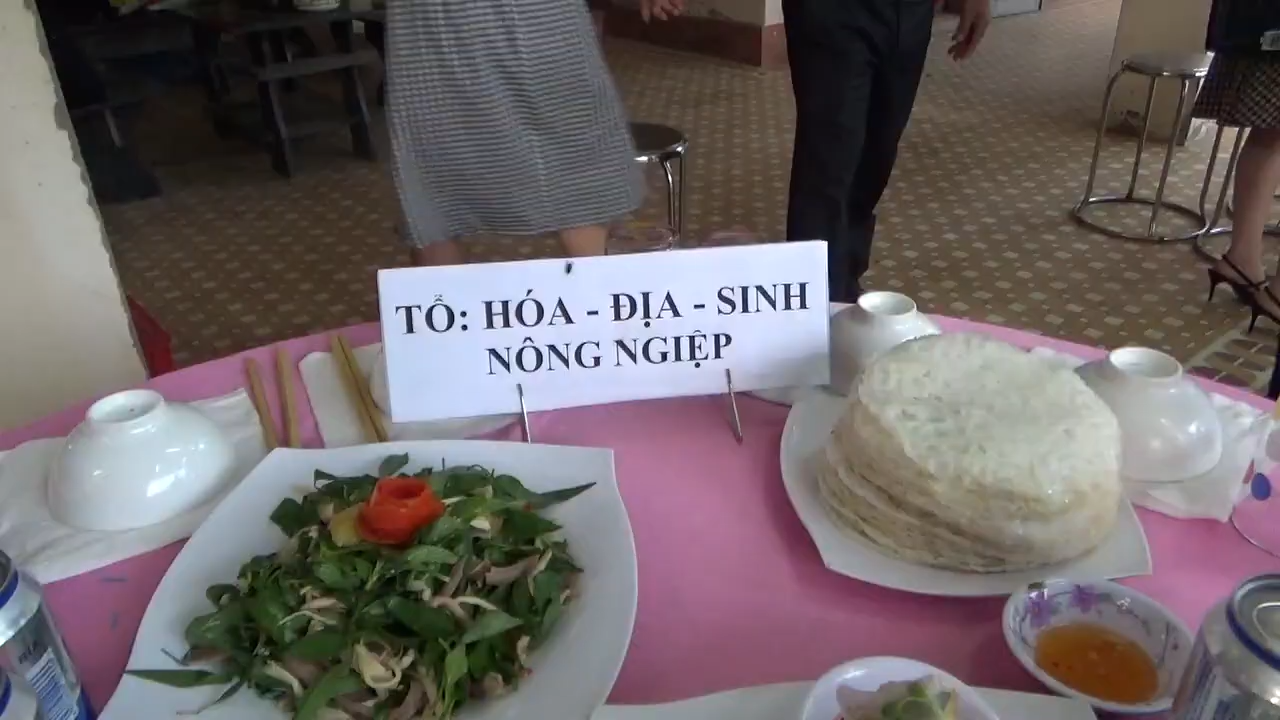 TỔ: HÓA - ĐỊA - SINH
NÔNG NGIỆP